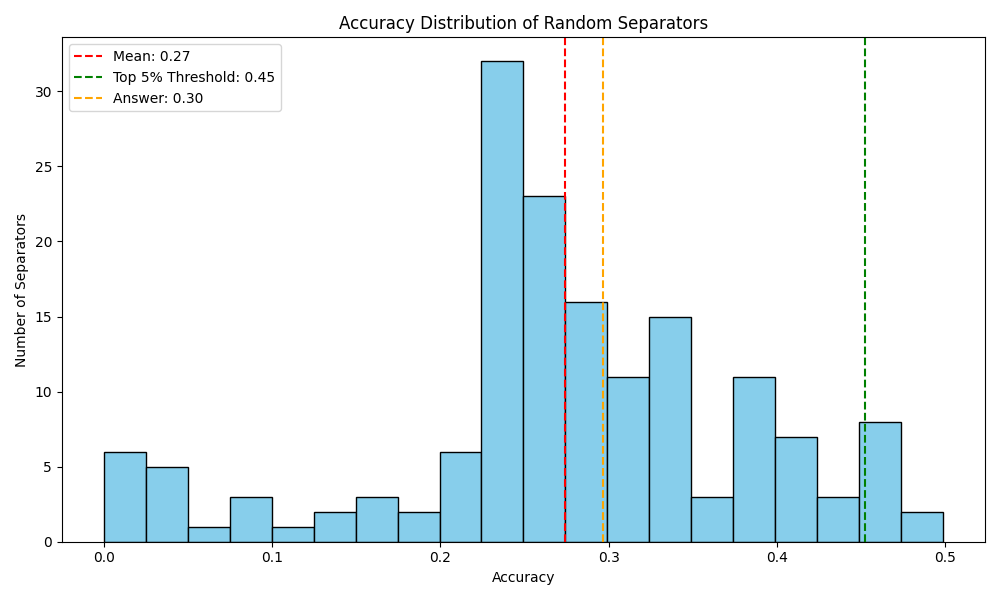 Accuracy Distribution of Random Separators
Mean: 0.27
Top 5% Threshold: 0.45
Answer: 0.30
30
25
20
15
10
5
0
Number of Separators
0.0
0.1
0.2
0.3
0.4
0.5
Accuracy